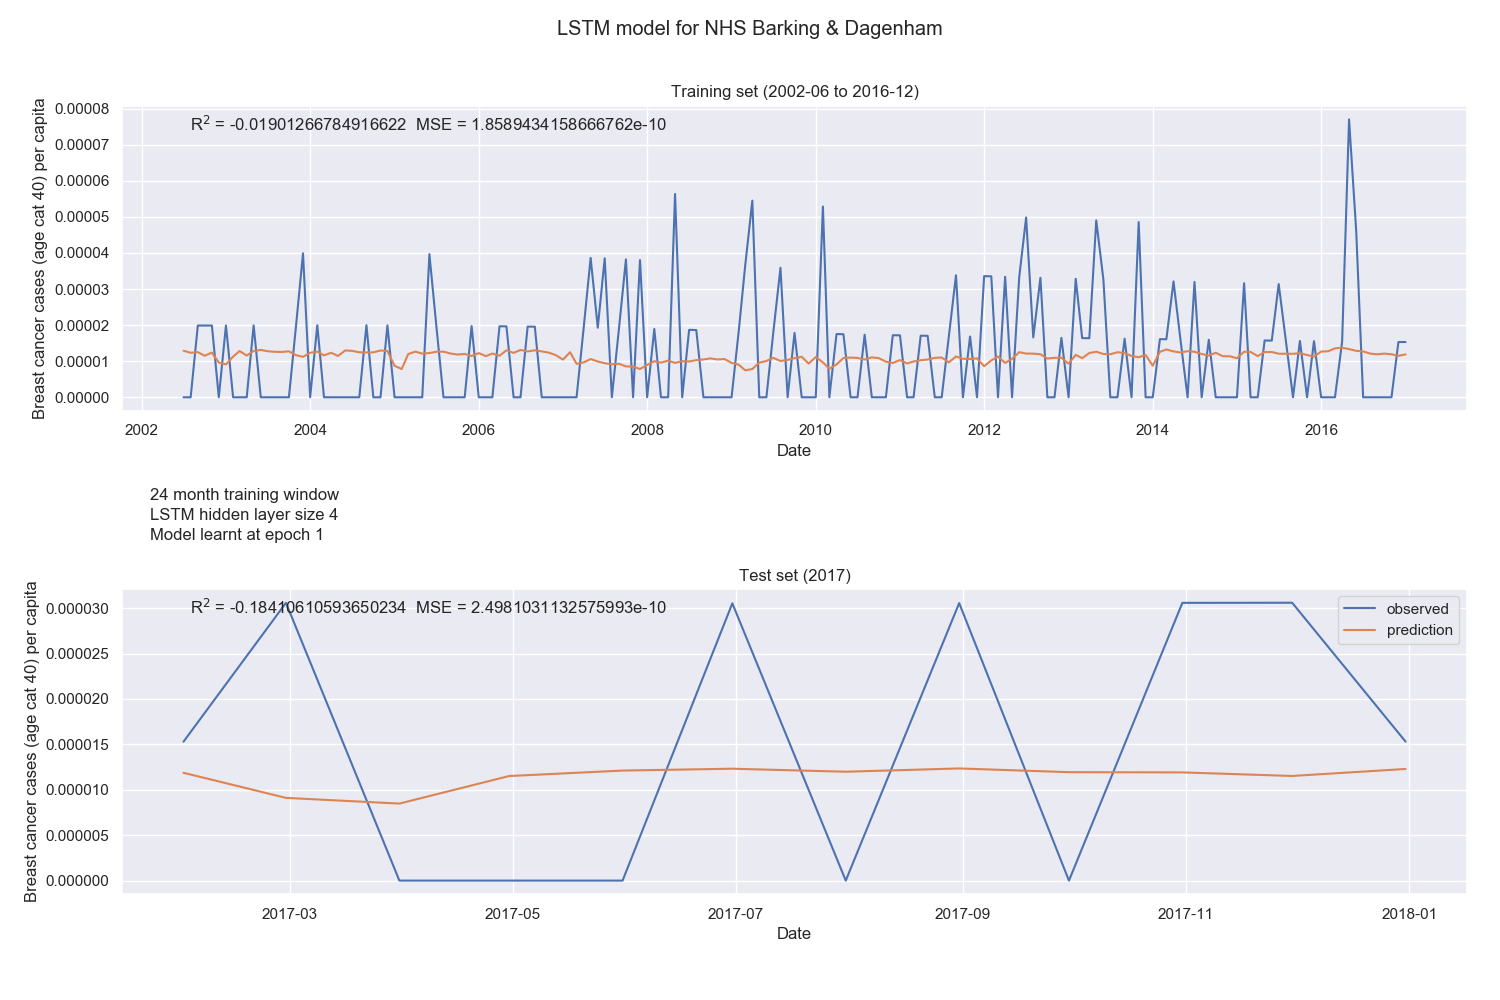 LSTM model for NHS Barking & Dagenham
Training set (2002-06 to 2016-12)
R² = -0.01901266784916622 MSE = 1.8589434158666762e-10
Breast cancer cases (age cat 40) per capita
0.00008
0.00007
0.00006
0.00005
0.00004
0.00003
0.00002
0.00001
0.00000
2002 2004 2006 2008 2010 2012 2014 2016
Date
24 month training window
LSTM hidden layer size 4
Model learnt at epoch 1
Test set (2017)
R² = -0.18410610593650234 MSE = 2.4981031132575993e-10
observed
prediction
Breast cancer cases (age cat 40) per capita
0.000030
0.000025
0.000020
0.000015
0.000010
0.000005
0.000000
2017-03 2017-05 2017-07 2017-09 2017-11 2018-01
Date